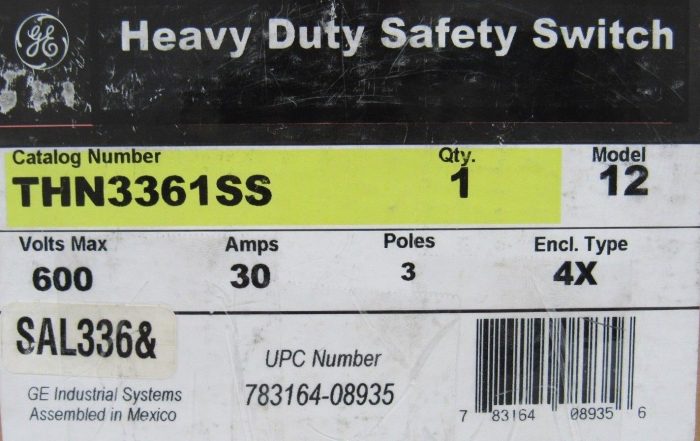 GE
Heavy Duty Safety Switch
Catalog Number Qty. Model
THN3361SS 1 12
Volts Max Amps Poles Encl. Type
600 30 3 4X
SAL336&
UPC Number
GE Industrial Systems 783164-08935
Assembled in Mexico
7 83164 08935 6